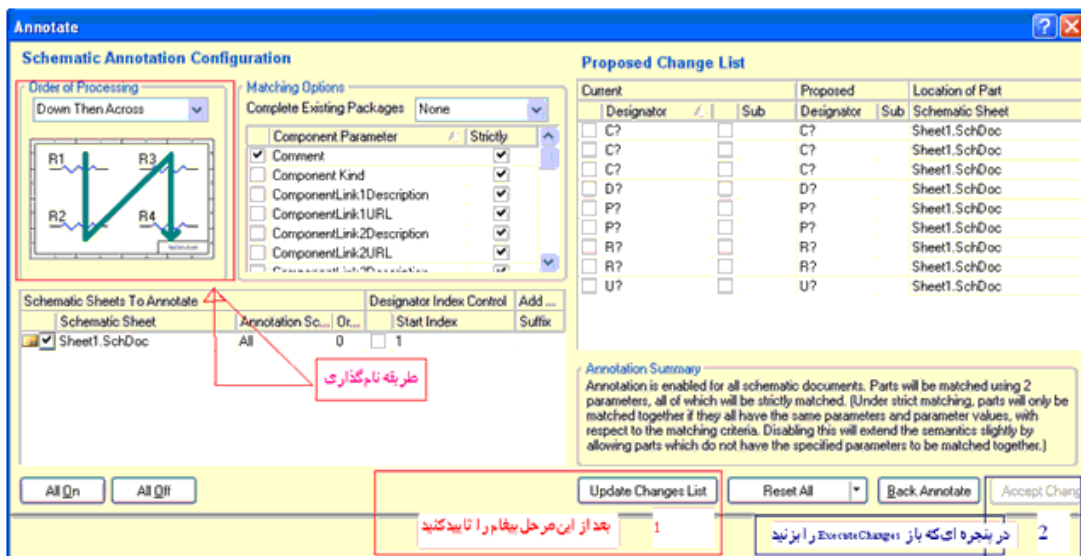 Annotate
Schematic Annotation Configuration
Order of Processing
Down Then Across
R1 R3
R2 R4
Matching Options
Complete Existing Packages None
Component Parameter Strictly
Comment
Component Kind
ComponentLink1Description
ComponentLink1URL
ComponentLink2Description
ComponentLink2URL
ComponentLink3Description
Schematic Sheets To Annotate Designator Index Control Add ...
Schematic Sheet Annotation Sc... Or... Start Index Suffix
Sheet1.SchDoc All 0 1
طریقه نام‌گذاری
Proposed Change List
Current Proposed Location of Part
Designator Sub Designator Sub Schematic Sheet
C? C? Sheet1.SchDoc
C? C? Sheet1.SchDoc
C? C? Sheet1.SchDoc
D? D? Sheet1.SchDoc
P? P? Sheet1.SchDoc
P? P? Sheet1.SchDoc
R? R? Sheet1.SchDoc
R? R? Sheet1.SchDoc
U? U? Sheet1.SchDoc
Annotation Summary
Annotation is enabled for all schematic documents. Parts will be matched using 2
parameters, all of which will be strictly matched. (Under strict matching, parts will only be
matched together if they all have the same parameters and parameter values, with
respect to the matching criteria. Disabling this will extend the semantics slightly by
allowing parts which do not have the specified parameters to be matched together.)
All On All Off Update Changes List Reset All Back Annotate Accept Chang
1 بعد از این مرحل پیغام را تایید کنید
2 در پنجره ای که باز Execute Changes را بزنید